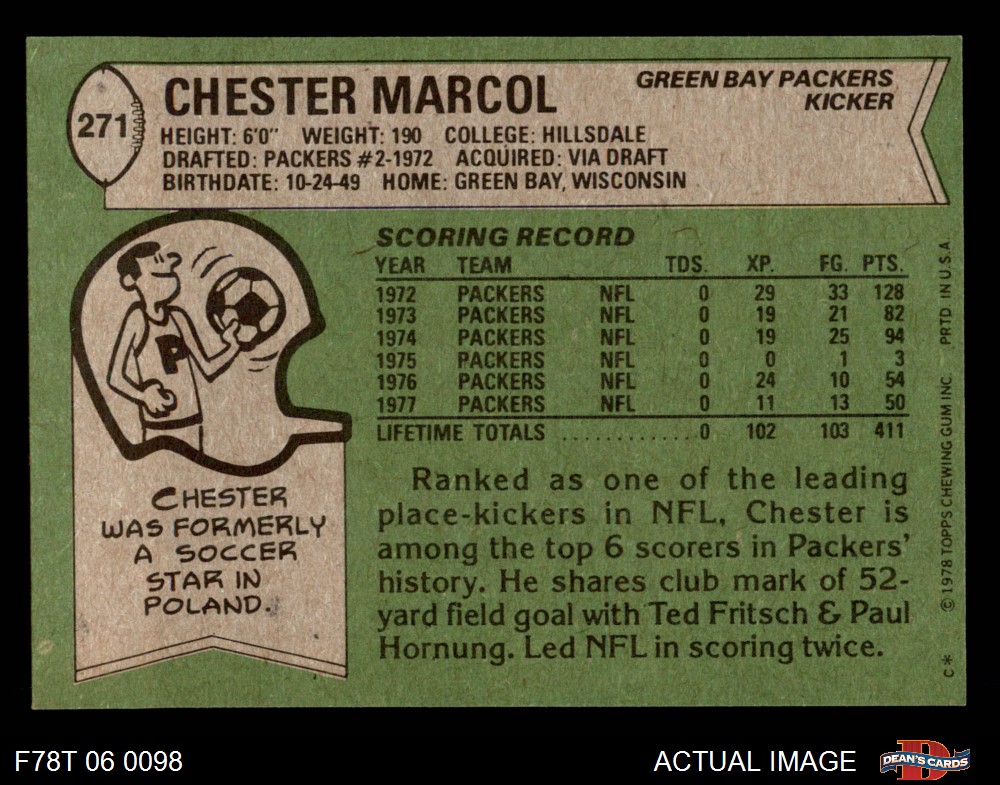 271
CHESTER MARCOL
GREEN BAY PACKERS
KICKER
HEIGHT: 6'0" WEIGHT: 190 COLLEGE: HILLSDALE
DRAFTED: PACKERS #2-1972 ACQUIRED: VIA DRAFT
BIRTHDATE: 10-24-49 HOME: GREEN BAY, WISCONSIN
P
CHESTER
WAS FORMERLY
A SOCCER
STAR IN
POLAND.
SCORING RECORD
YEAR TEAM TDS. XP. FG. PTS.
1972 PACKERS NFL 0 29 33 128
1973 PACKERS NFL 0 19 21 82
1974 PACKERS NFL 0 19 25 94
1975 PACKERS NFL 0 0 1 3
1976 PACKERS NFL 0 24 10 54
1977 PACKERS NFL 0 11 13 50
LIFETIME TOTALS ............ 0 102 103 411
Ranked as one of the leading
place-kickers in NFL, Chester is
among the top 6 scorers in Packers'
history. He shares club mark of 52-
yard field goal with Ted Fritsch & Paul
Hornung. Led NFL in scoring twice.
C* © 1978 TOPPS CHEWING GUM INC. PRTD. IN U.S.A.
F78T 06 0098
ACTUAL IMAGE
D
DEAN'S CARDS